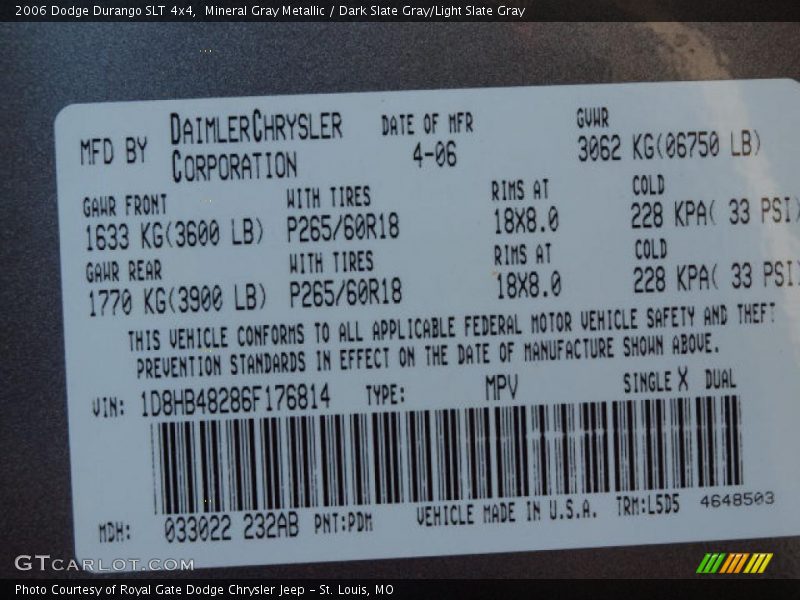 2006 Dodge Durango SLT 4x4,  Mineral Gray Metallic / Dark Slate Gray/Light Slate Gray
MFD BY DAIMLERCHRYSLER CORPORATION DATE OF MFR 4-06 GVWR 3062 KG(06750 LB)
GAWR FRONT WITH TIRES RIMS AT COLD
1633 KG(3600 LB) P265/60R18 18X8.0 228 KPA( 33 PSI)
GAWR REAR WITH TIRES RIMS AT COLD
1770 KG(3900 LB) P265/60R18 18X8.0 228 KPA( 33 PSI)
THIS VEHICLE CONFORMS TO ALL APPLICABLE FEDERAL MOTOR VEHICLE SAFETY AND THEFT
PREVENTION STANDARDS IN EFFECT ON THE DATE OF MANUFACTURE SHOWN ABOVE.
VIN: 1D8HB48286F176814 TYPE: MPV SINGLE X DUAL
MDH: 033022 232AB PNT:PDM VEHICLE MADE IN U.S.A. TRM:L5D5 4648503
GTCARLOT.COM
Photo Courtesy of Royal Gate Dodge Chrysler Jeep - St. Louis, MO